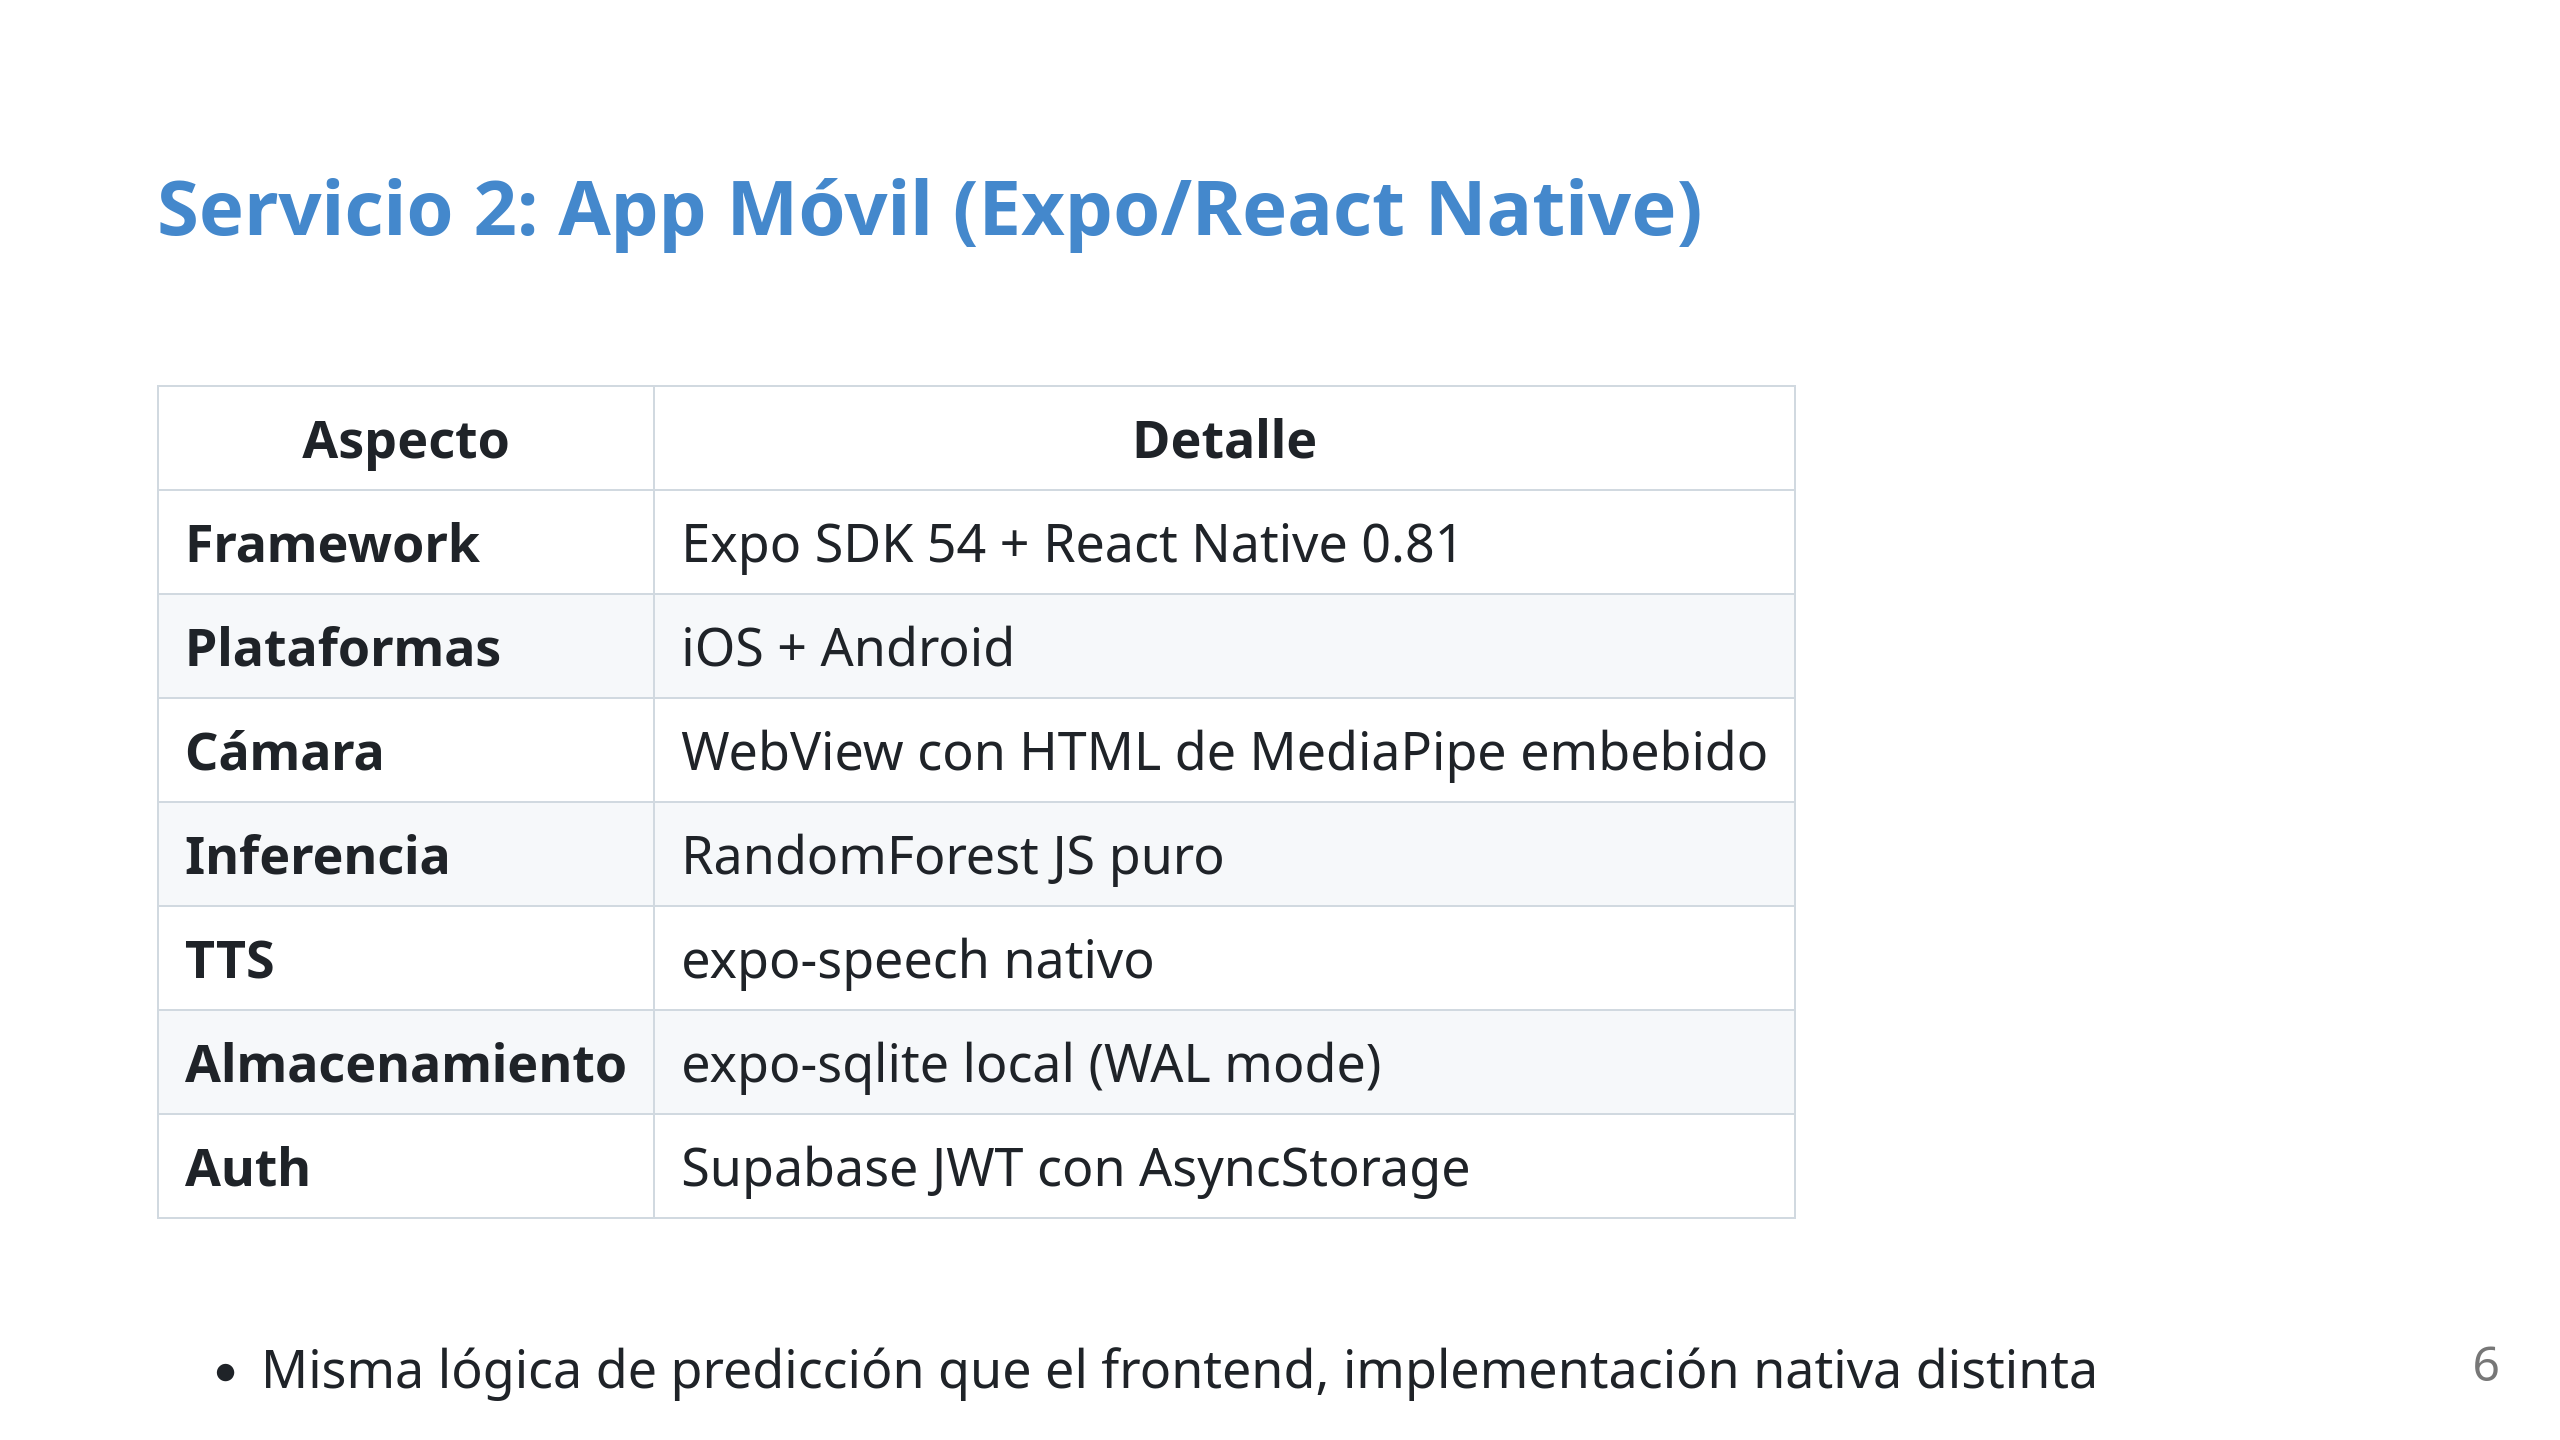 Servicio 2: App Móvil (Expo/React Native)
Aspecto Detalle
Framework Expo SDK 54 + React Native 0.81
Plataformas iOS + Android
Cámara WebView con HTML de MediaPipe embebido
Inferencia RandomForest JS puro
TTS expo-speech nativo
Almacenamiento expo-sqlite local (WAL mode)
Auth Supabase JWT con AsyncStorage
• Misma lógica de predicción que el frontend, implementación nativa distinta
6